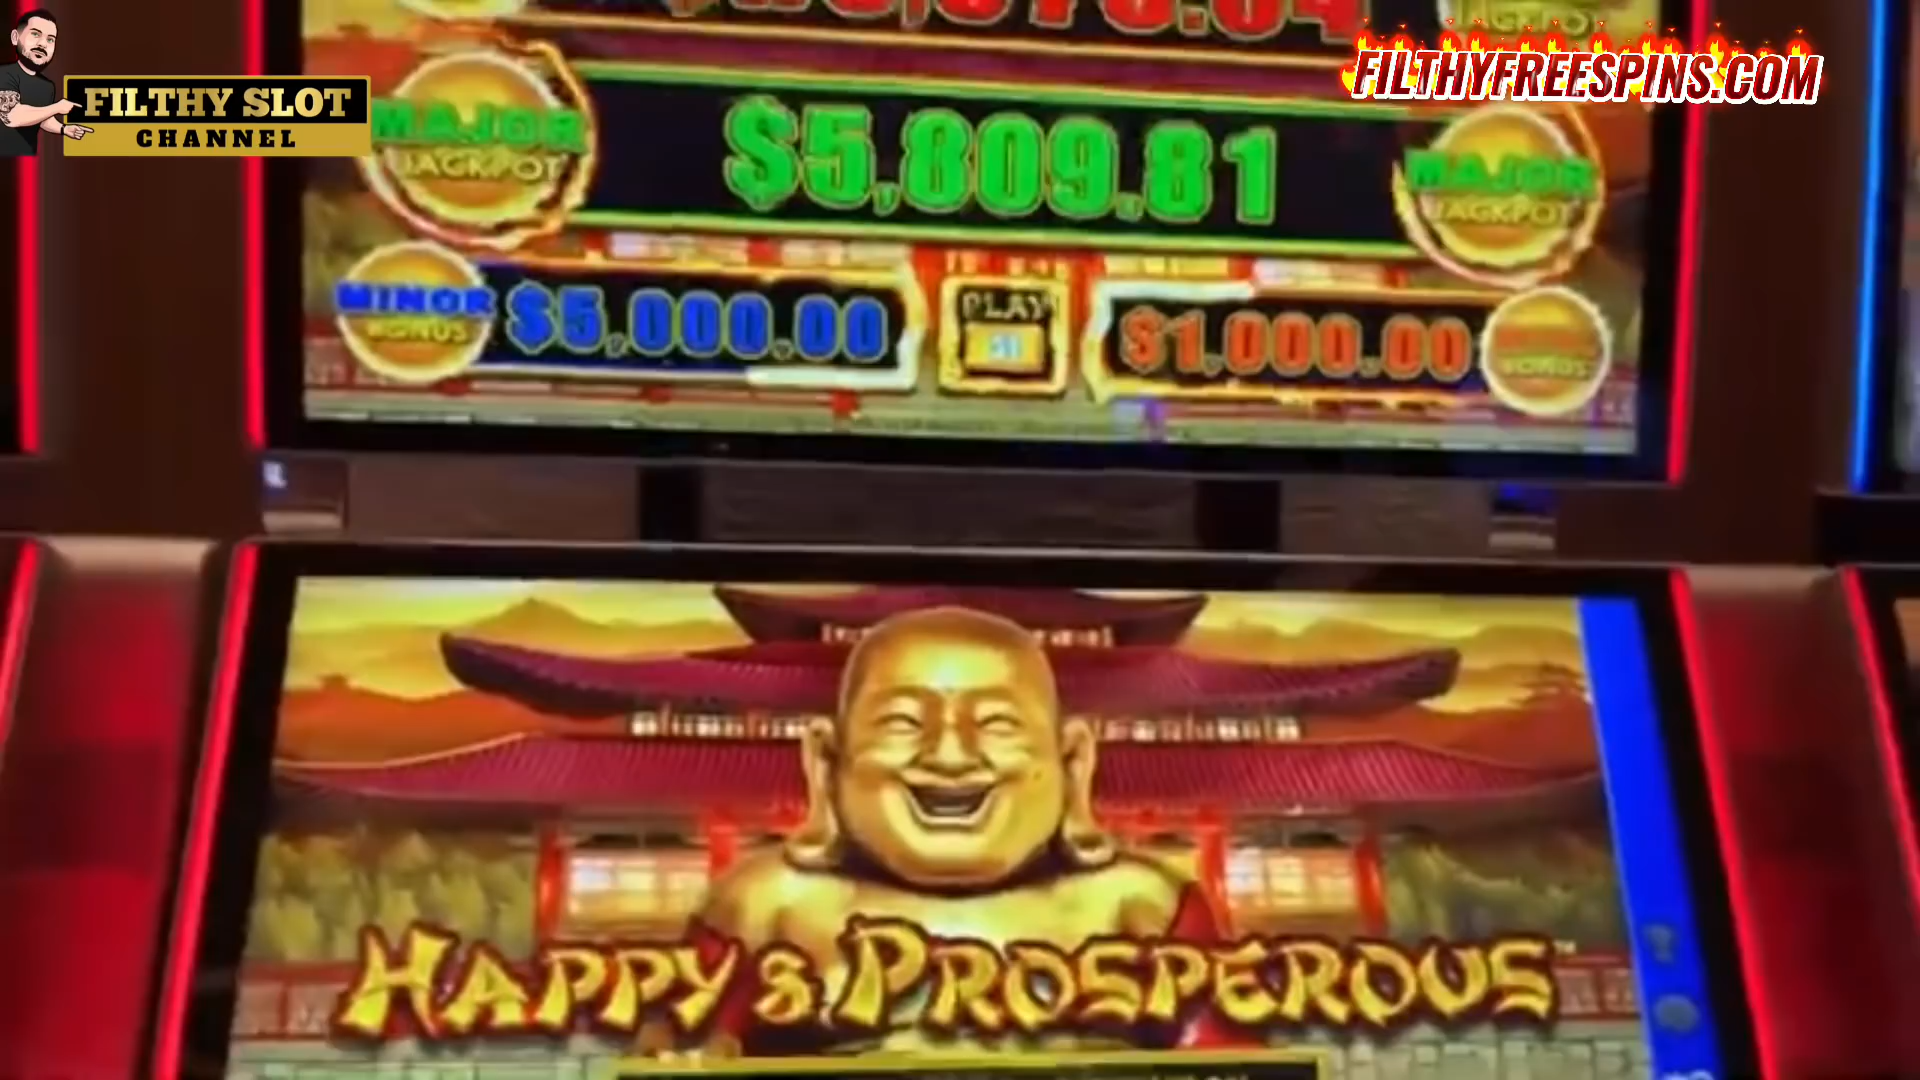 FILTHYFREESPINS.COM
FILTHY SLOT
CHANNEL
MAJOR
JACKPOT
$5,809.81
MAJOR
JACKPOT
MINOR
BONUS
$5,000.00
PLAY
$1,000.00
BONUS
HAPPY & PROSPEROUS™